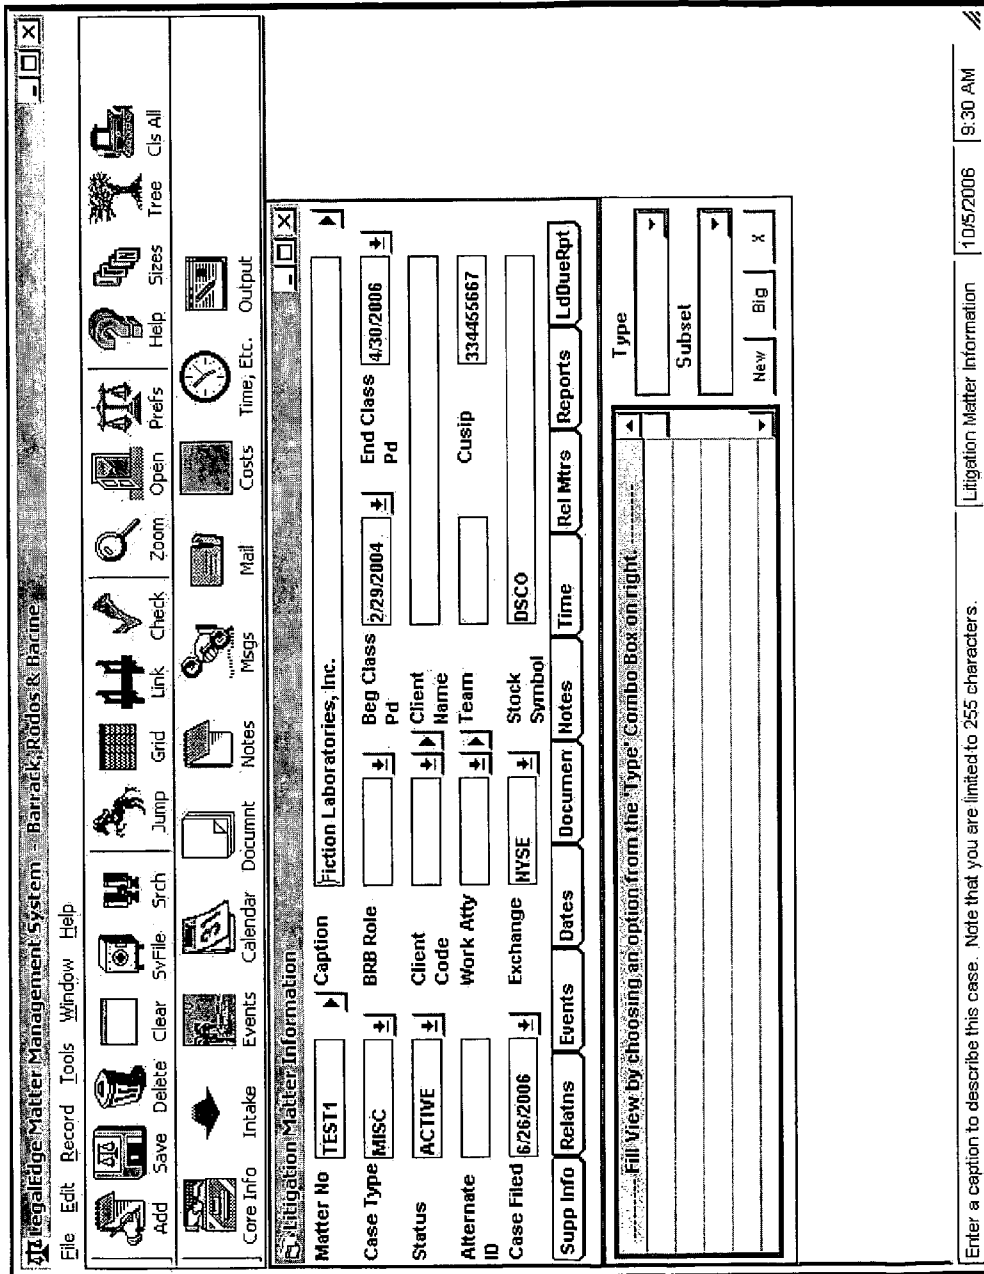 LegalEdge Matter Management System - Barrack, Rodos & Bacine
File Edit Record Tools Window Help
Add Save Delete Clear SvFile Srch Jump Grid Link Check Zoom Open Prefs Help Sizes Tree Cls All
Core Info Intake Events Calendar Documnt Notes Msgs Mail Costs Time, Etc. Output
Litigation Matter Information
Matter No TEST1 Caption Fiction Laboratories, Inc.
Case Type MISC BRB Role Beg Class Pd 2/29/2004 End Class Pd 4/30/2006
Status ACTIVE Client Code Client Name
Alternate ID Work Atty Team Cusip 334455667
Case Filed 6/26/2006 Exchange NYSE Stock Symbol DSCO
Supp Info Relatns Events Dates Documen Notes Time Rel Mtrs Reports LdDueRpt
Fill View by choosing an option from the 'Type' Combo Box on right
Type
Subset
New Big X
Enter a caption to describe this case. Note that you are limited to 255 characters. Litigation Matter Information 10/5/2006 9:30 AM